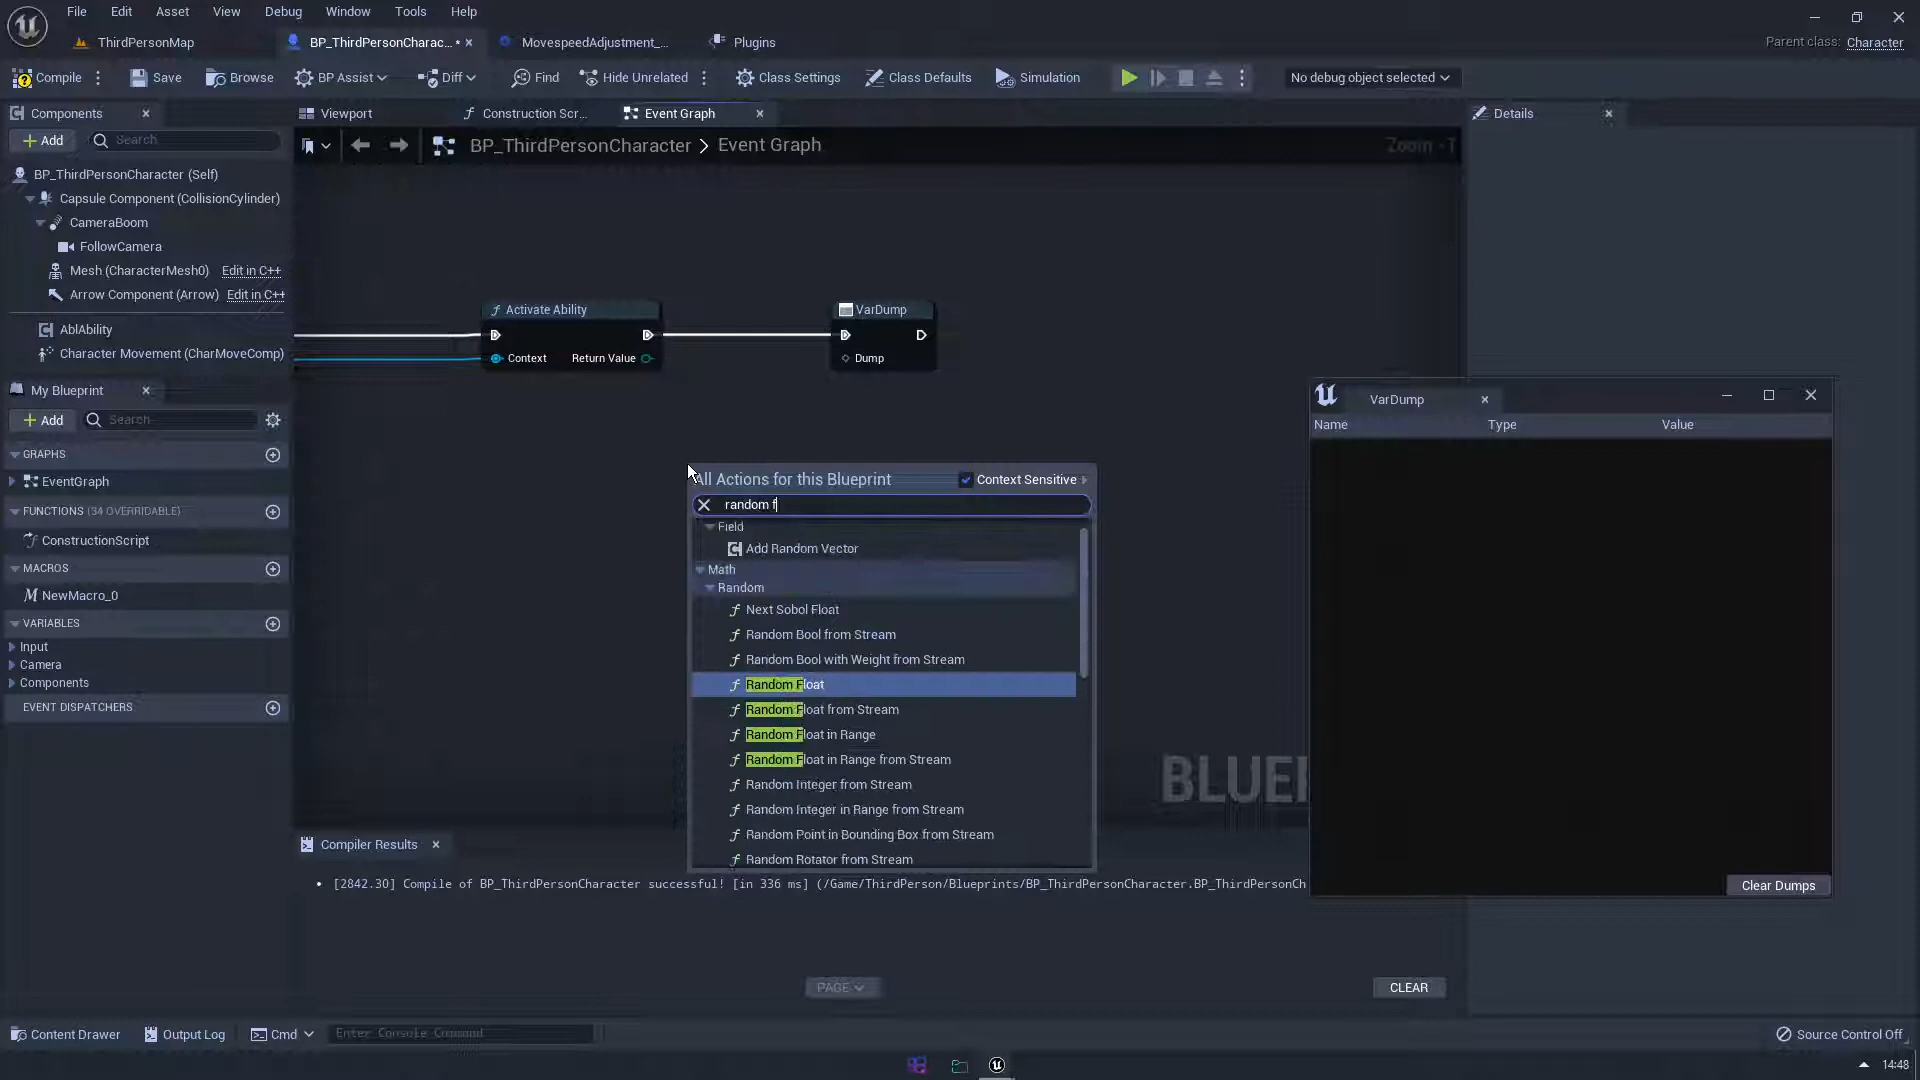 File Edit Asset View Debug Window Tools Help
ThirdPersonMap BP_ThirdPersonCharac... • × MovespeedAdjustment_... Plugins Parent class: Character
Compile Save Browse BP Assist Diff Find Hide Unrelated Class Settings Class Defaults Simulation No debug object selected
Components × Viewport Construction Scr... Event Graph × Details ×
Add Search BP_ThirdPersonCharacter > Event Graph Zoom -1
BP_ThirdPersonCharacter (Self)
Capsule Component (CollisionCylinder)
CameraBoom
FollowCamera
Mesh (CharacterMesh0) Edit in C++
Arrow Component (Arrow) Edit in C++
AblAbility
Character Movement (CharMoveComp)
My Blueprint ×
Add Search
GRAPHS
EventGraph
FUNCTIONS (34 OVERRIDABLE)
ConstructionScript
MACROS
NewMacro_0
VARIABLES
Input
Camera
Components
EVENT DISPATCHERS
Activate Ability
Context Return Value
VarDump
Dump
All Actions for this Blueprint Context Sensitive
random f
Field
Add Random Vector
Math
Random
Next Sobol Float
Random Bool from Stream
Random Bool with Weight from Stream
Random Float
Random Float from Stream
Random Float in Range
Random Float in Range from Stream
Random Integer from Stream
Random Integer in Range from Stream
Random Point in Bounding Box from Stream
Random Rotator from Stream
BLUE
VarDump ×
Name Type Value
Clear Dumps
Compiler Results ×
• [2842.30] Compile of BP_ThirdPersonCharacter successful! [in 336 ms] (/Game/ThirdPerson/Blueprints/BP_ThirdPersonCharacter.BP_ThirdPersonCh
PAGE CLEAR
Content Drawer Output Log Cmd Enter Console Command Source Control Off
14:48